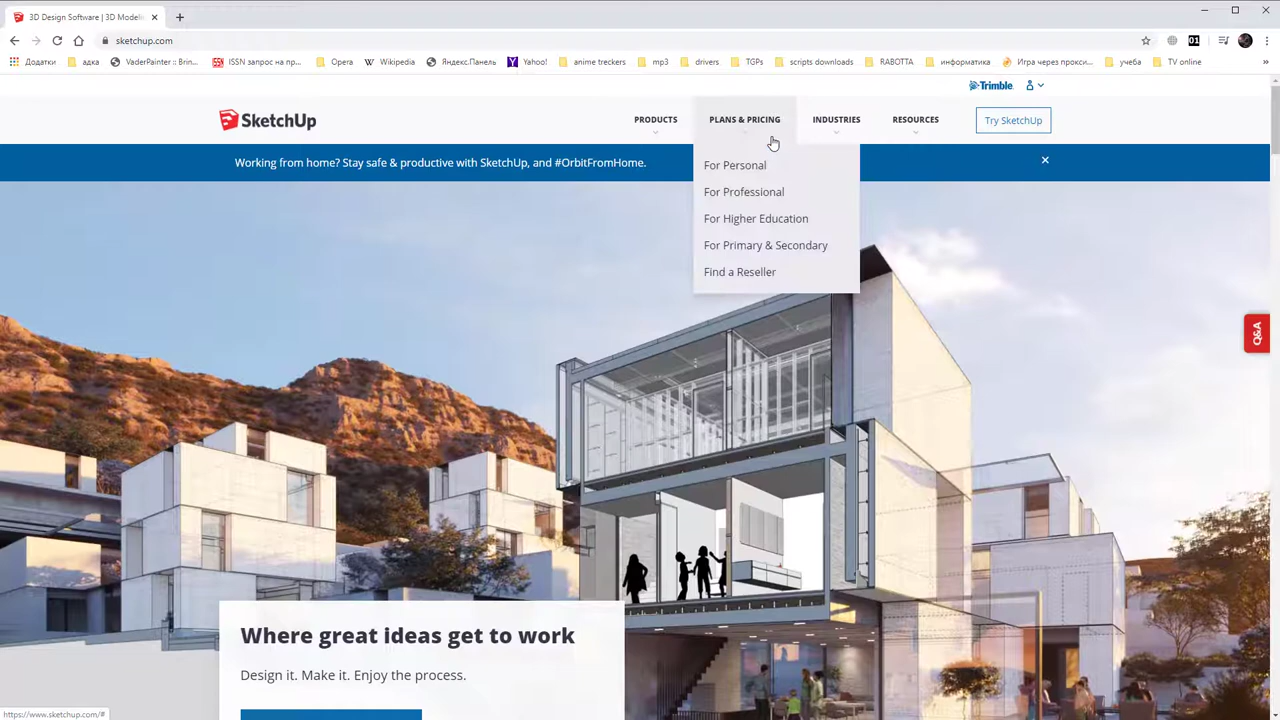 3D Design Software | 3D Modeli
sketchup.com
01
Додатки
адка
VaderPainter :: Brin...
ISSN запрос на пр...
Opera
Wikipedia
Яндекс.Панель
Yahoo!
anime treckers
mp3
drivers
TGPs
scripts downloads
RABOTTA
информатика
Игра через прокси...
учеба
TV online
»
Trimble.
SketchUp
PRODUCTS
PLANS & PRICING
INDUSTRIES
RESOURCES
Try SketchUp
Working from home? Stay safe & productive with SketchUp, and #OrbitFromHome.
For Personal
For Professional
For Higher Education
For Primary & Secondary
Find a Reseller
Q&A
Where great ideas get to work
Design it. Make it. Enjoy the process.
https://www.sketchup.com/#